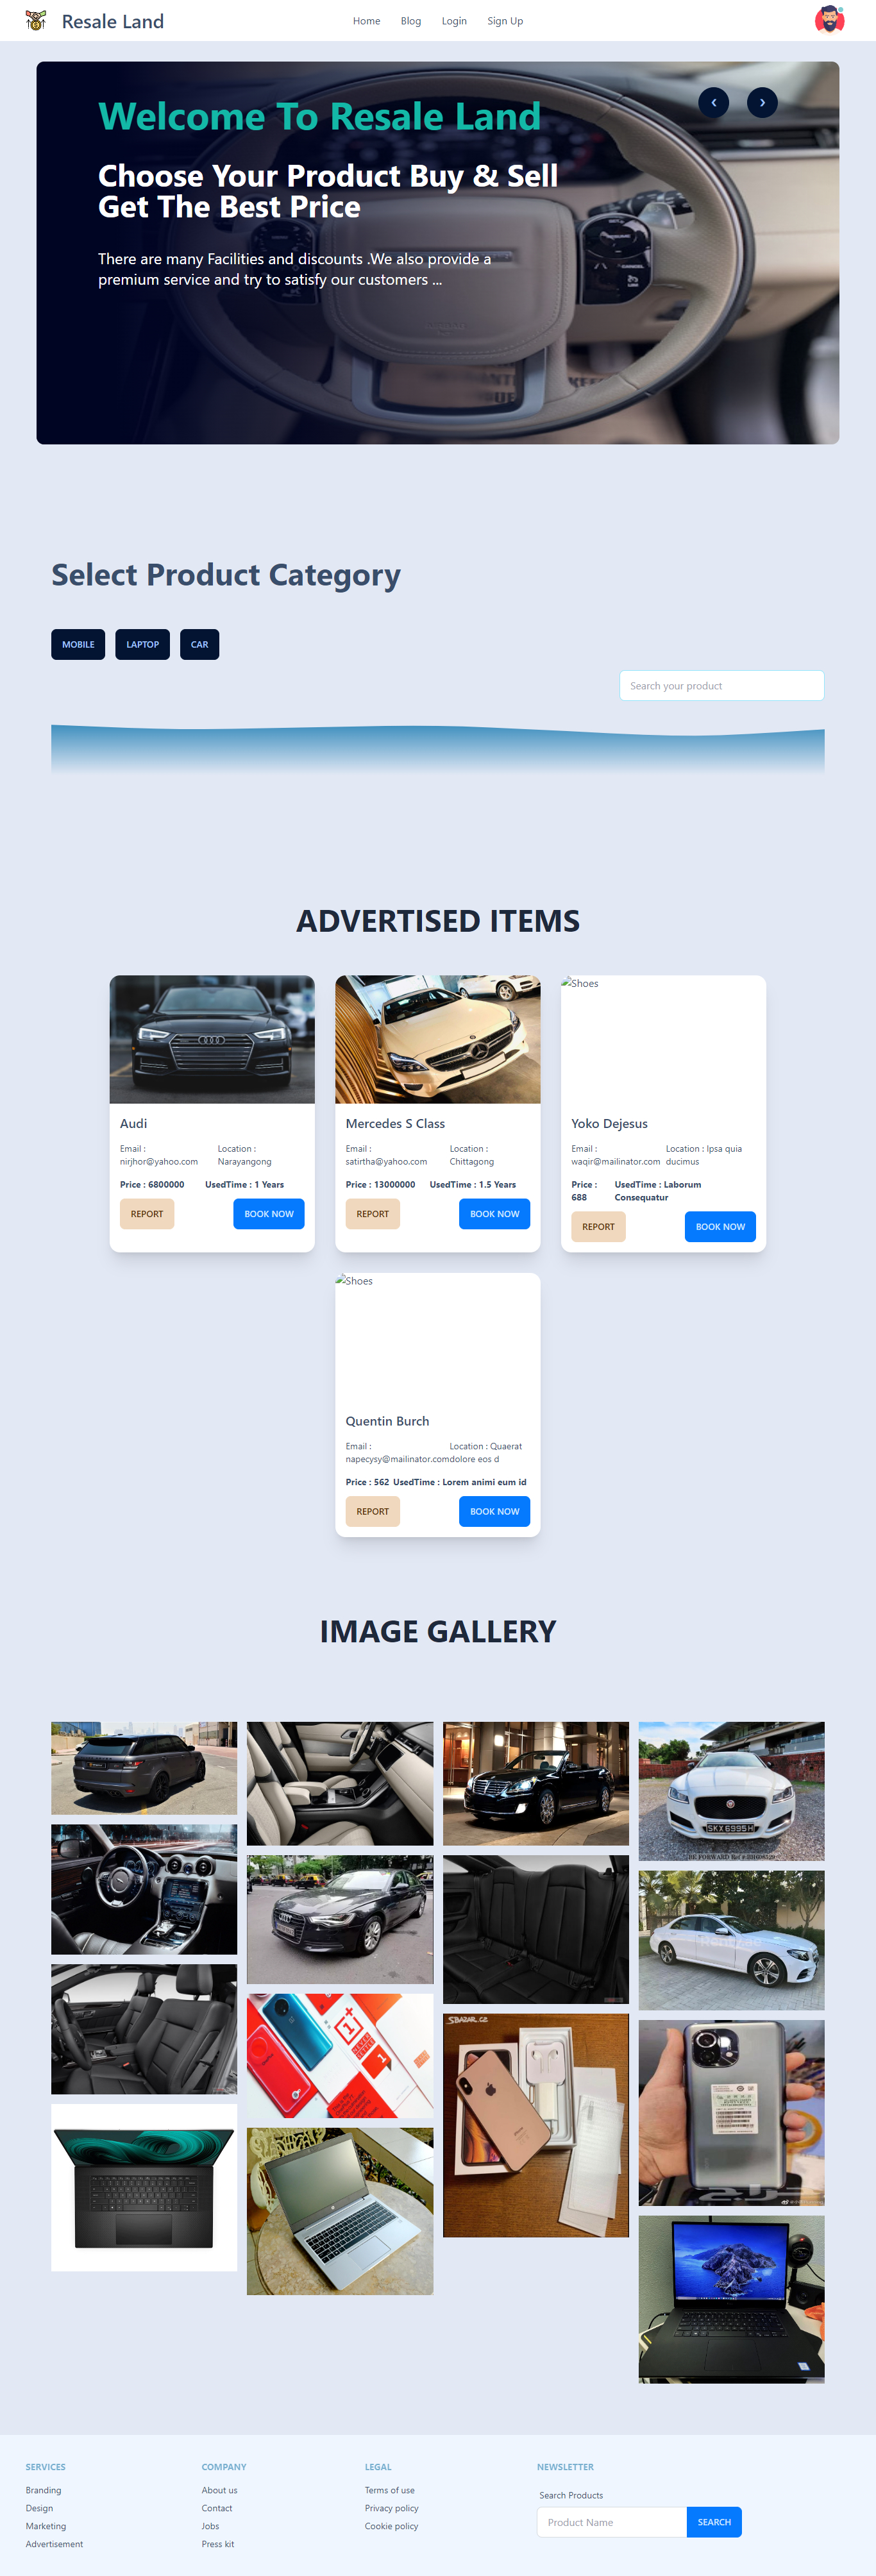 Resale Land
Home Blog Login Sign Up
Welcome To Resale Land
Choose Your Product Buy & Sell
Get The Best Price
There are many Facilities and discounts .We also provide a
premium service and try to satisfy our customers ...
Select Product Category
MOBILE LAPTOP CAR
Search your product
ADVERTISED ITEMS
Audi
Email :
nirjhor@yahoo.com
Location :
Narayangong
Price : 6800000 UsedTime : 1 Years
REPORT BOOK NOW
Mercedes S Class
Email :
satirtha@yahoo.com
Location :
Chittagong
Price : 13000000 UsedTime : 1.5 Years
REPORT BOOK NOW
Shoes
Yoko Dejesus
Email :
waqir@mailinator.com
Location : Ipsa quia
ducimus
Price :
688
UsedTime : Laborum
Consequatur
REPORT BOOK NOW
Shoes
Quentin Burch
Email :
napecysy@mailinator.com
Location : Quaerat
dolore eos d
Price : 562 UsedTime : Lorem animi eum id
REPORT BOOK NOW
IMAGE GALLERY
SKX6995H
SBAZAR.CZ
SERVICES
Branding
Design
Marketing
Advertisement
COMPANY
About us
Contact
Jobs
Press kit
LEGAL
Terms of use
Privacy policy
Cookie policy
NEWSLETTER
Search Products
Product Name
SEARCH